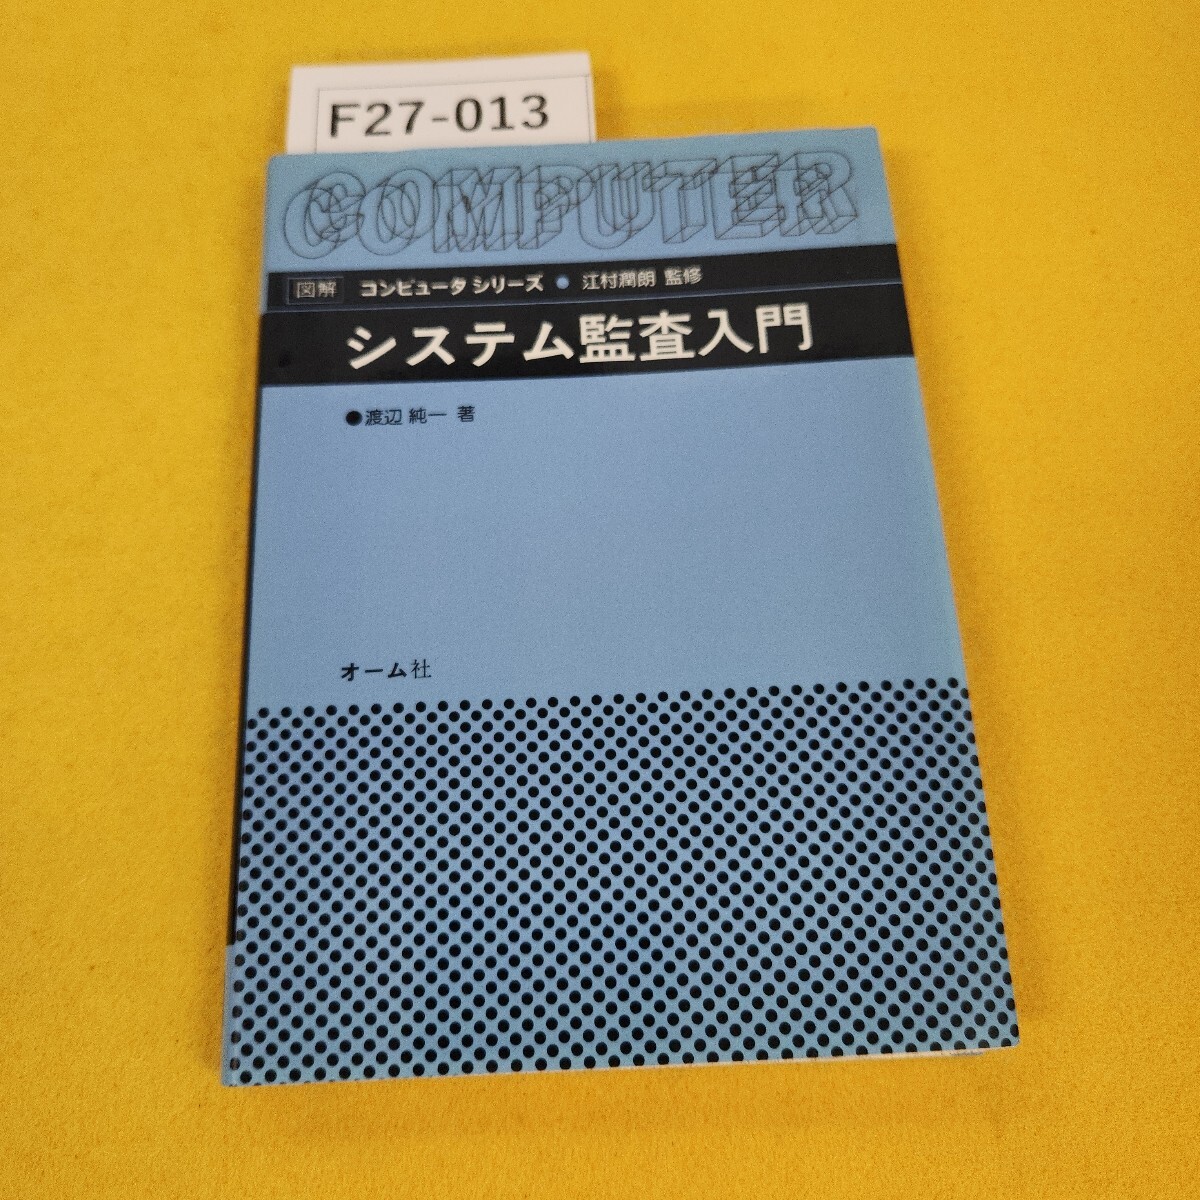 F27-013
COMPUTER
図解 コンピュータ シリーズ ● 江村潤朗 監修
システム監査入門
●渡辺 純一 著
オーム社